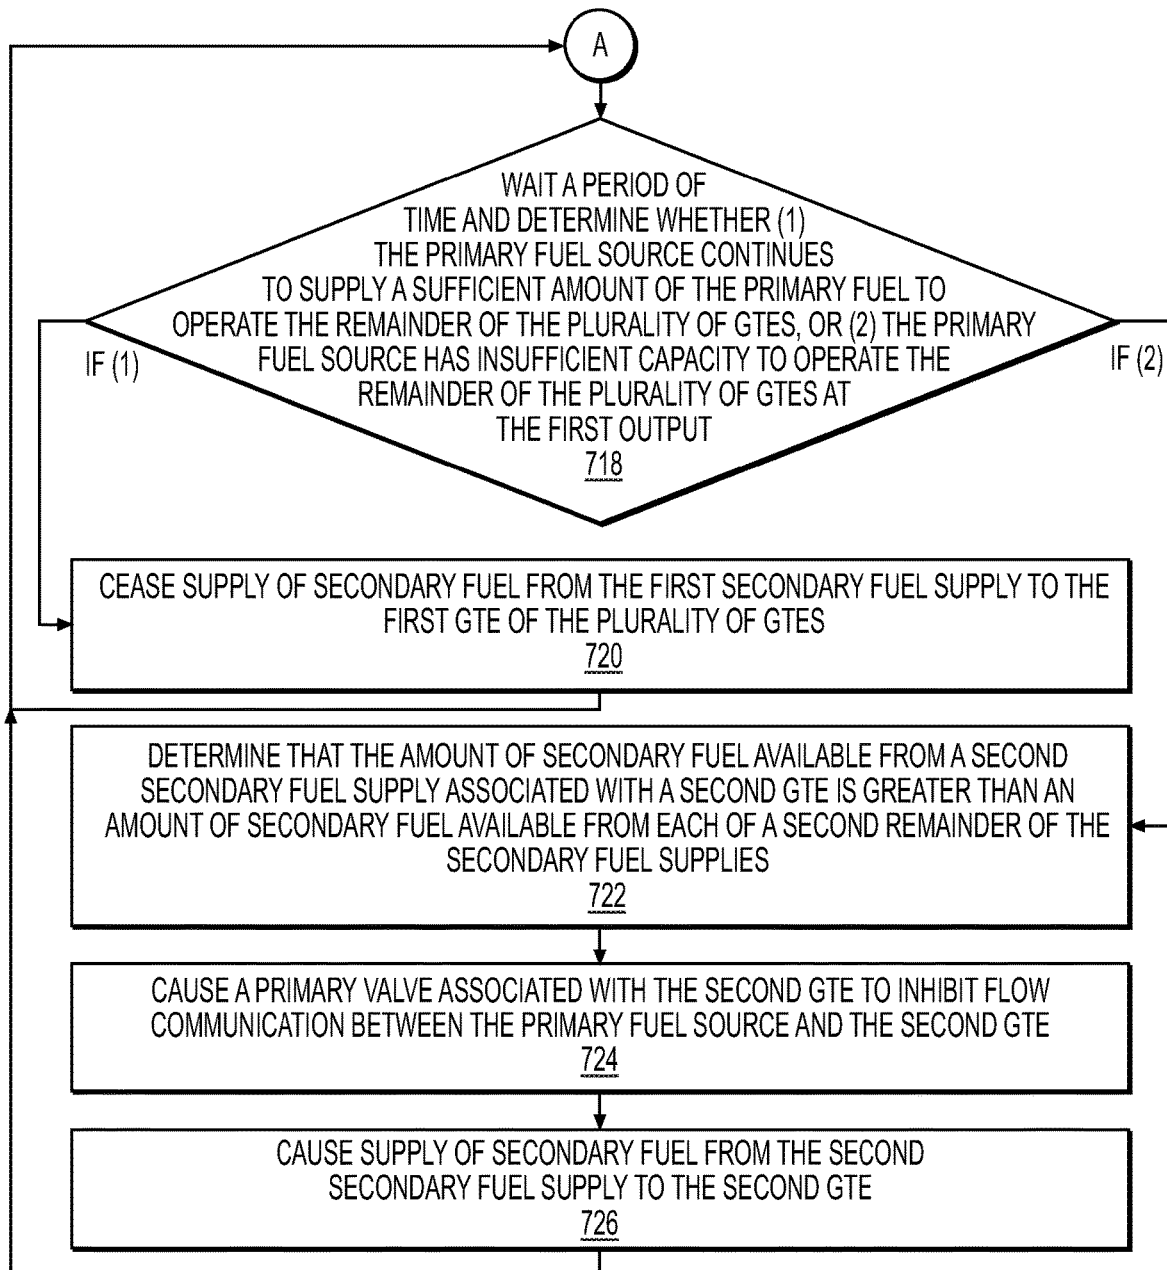 A
WAIT A PERIOD OF
TIME AND DETERMINE WHETHER (1)
THE PRIMARY FUEL SOURCE CONTINUES
TO SUPPLY A SUFFICIENT AMOUNT OF THE PRIMARY FUEL TO
OPERATE THE REMAINDER OF THE PLURALITY OF GTES, OR (2) THE PRIMARY
FUEL SOURCE HAS INSUFFICIENT CAPACITY TO OPERATE THE
REMAINDER OF THE PLURALITY OF GTES AT
THE FIRST OUTPUT
718
IF (1)
IF (2)
CEASE SUPPLY OF SECONDARY FUEL FROM THE FIRST SECONDARY FUEL SUPPLY TO THE
FIRST GTE OF THE PLURALITY OF GTES
720
DETERMINE THAT THE AMOUNT OF SECONDARY FUEL AVAILABLE FROM A SECOND
SECONDARY FUEL SUPPLY ASSOCIATED WITH A SECOND GTE IS GREATER THAN AN
AMOUNT OF SECONDARY FUEL AVAILABLE FROM EACH OF A SECOND REMAINDER OF THE
SECONDARY FUEL SUPPLIES
722
CAUSE A PRIMARY VALVE ASSOCIATED WITH THE SECOND GTE TO INHIBIT FLOW
COMMUNICATION BETWEEN THE PRIMARY FUEL SOURCE AND THE SECOND GTE
724
CAUSE SUPPLY OF SECONDARY FUEL FROM THE SECOND
SECONDARY FUEL SUPPLY TO THE SECOND GTE
726